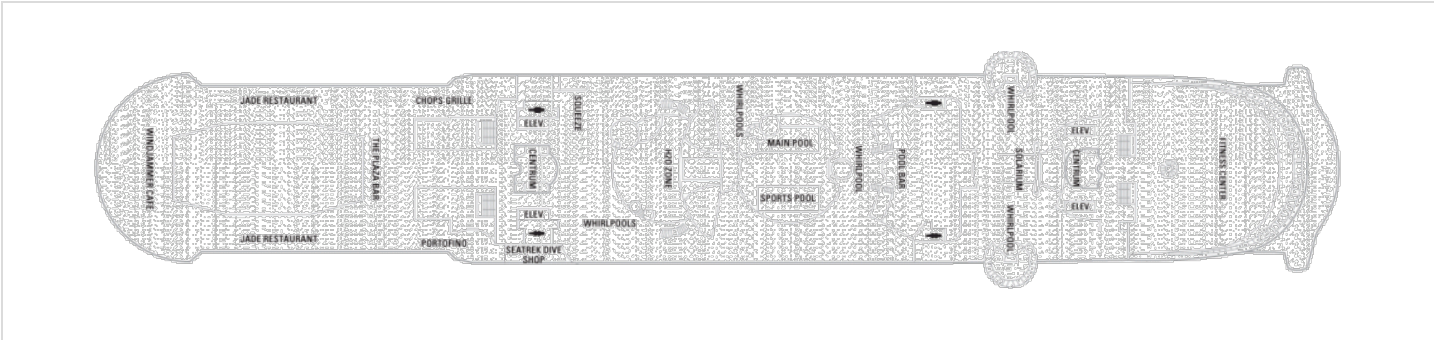 WINDJAMMER CAFE
JADE RESTAURANT
JADE RESTAURANT
THE PLAZA BAR
CHOPS GRILLE
PORTOFINO
ELEV.
CENTRUM
ELEV.
SEATREK DIVE
SHOP
SQUEEZE
WHIRLPOOLS
H2O ZONE
WHIRLPOOLS
MAIN POOL
SPORTS POOL
WHIRLPOOL
POOL BAR
WHIRLPOOL
SOLARIUM
WHIRLPOOL
ELEV.
CENTRUM
ELEV.
FITNESS CENTER